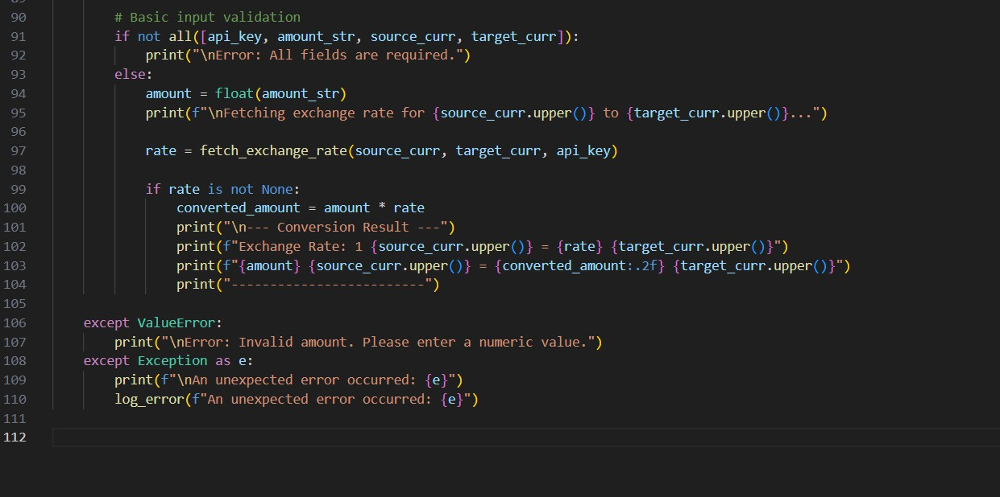 90 # Basic input validation
91 if not all([api_key, amount_str, source_curr, target_curr]):
92 print("\nError: All fields are required.")
93 else:
94 amount = float(amount_str)
95 print(f"\nFetching exchange rate for {source_curr.upper()} to {target_curr.upper()}...")
96
97 rate = fetch_exchange_rate(source_curr, target_curr, api_key)
98
99 if rate is not None:
100 converted_amount = amount * rate
101 print("\n--- Conversion Result ---")
102 print(f"Exchange Rate: 1 {source_curr.upper()} = {rate} {target_curr.upper()}")
103 print(f"{amount} {source_curr.upper()} = {converted_amount:.2f} {target_curr.upper()}")
104 print("-------------------------")
105
106 except ValueError:
107 print("\nError: Invalid amount. Please enter a numeric value.")
108 except Exception as e:
109 print(f"\nAn unexpected error occurred: {e}")
110 log_error(f"An unexpected error occurred: {e}")
111
112